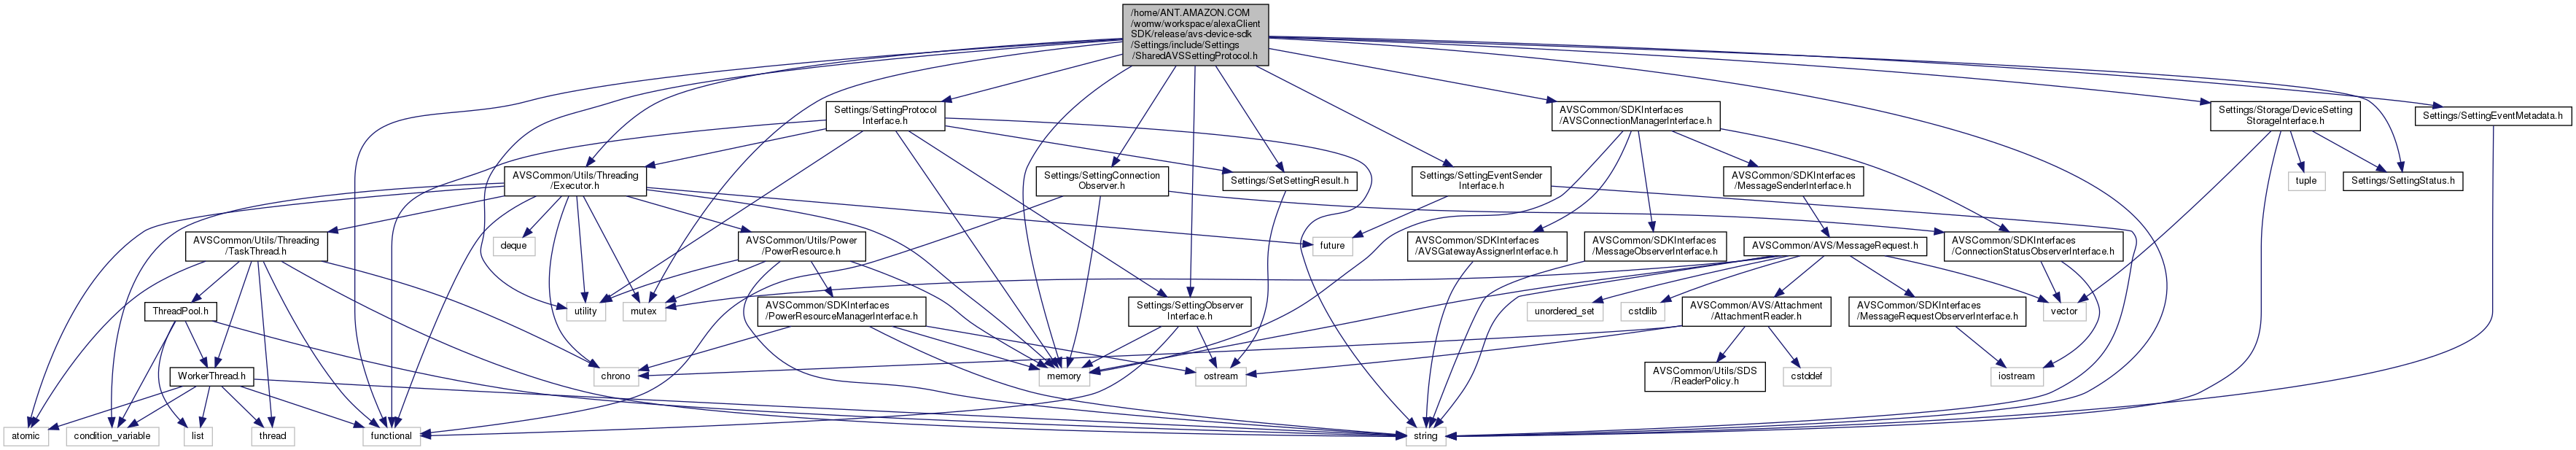 /home/ANT.AMAZON.COM
/womw/workspace/alexaClient
SDK/release/avs-device-sdk
/Settings/include/Settings
/SharedAVSSettingProtocol.h
Settings/SettingProtocol
Interface.h
AVSCommon/SDKInterfaces
/AVSConnectionManagerInterface.h
Settings/Storage/DeviceSetting
StorageInterface.h
Settings/SettingEventMetadata.h
AVSCommon/Utils/Threading
/Executor.h
Settings/SettingConnection
Observer.h
Settings/SetSettingResult.h
Settings/SettingEventSender
Interface.h
AVSCommon/SDKInterfaces
/MessageSenderInterface.h
tuple
Settings/SettingStatus.h
AVSCommon/Utils/Threading
/TaskThread.h
deque
AVSCommon/Utils/Power
/PowerResource.h
future
AVSCommon/SDKInterfaces
/AVSGatewayAssignerInterface.h
AVSCommon/SDKInterfaces
/MessageObserverInterface.h
AVSCommon/AVS/MessageRequest.h
AVSCommon/SDKInterfaces
/ConnectionStatusObserverInterface.h
ThreadPool.h
utility
mutex
AVSCommon/SDKInterfaces
/PowerResourceManagerInterface.h
Settings/SettingObserver
Interface.h
unordered_set
cstdlib
AVSCommon/AVS/Attachment
/AttachmentReader.h
AVSCommon/SDKInterfaces
/MessageRequestObserverInterface.h
vector
WorkerThread.h
chrono
memory
ostream
AVSCommon/Utils/SDS
/ReaderPolicy.h
cstddef
iostream
atomic
condition_variable
list
thread
functional
string